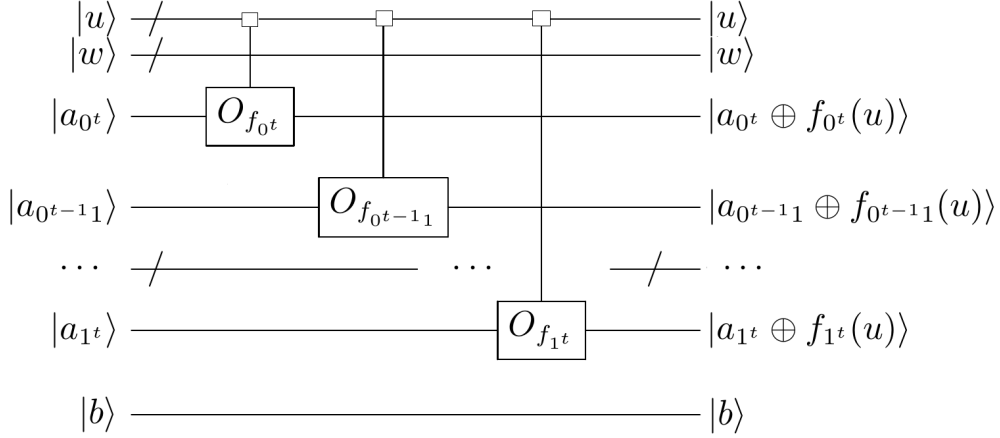 |u⟩ |u⟩
|w⟩ |w⟩
|a_{0^t}⟩ O_{f_{0^t}} |a_{0^t} ⊕ f_{0^t}(u)⟩
|a_{0^{t−1}1}⟩ O_{f_{0^{t−1}1}} |a_{0^{t−1}1} ⊕ f_{0^{t−1}1}(u)⟩
··· ··· ···
|a_{1^t}⟩ O_{f_{1^t}} |a_{1^t} ⊕ f_{1^t}(u)⟩
|b⟩ |b⟩